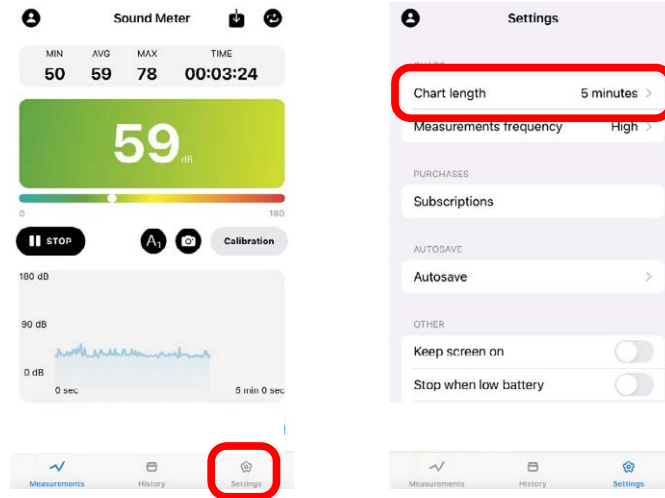 Sound Meter
MIN AVG MAX TIME
50 59 78 00:03:24
59 dB
0 180
STOP A1 Calibration
180 dB
90 dB
0 dB
0 sec 5 min 0 sec
Measurements History Settings
Settings
CHART
Chart length 5 minutes
Measurements frequency High
PURCHASES
Subscriptions
AUTOSAVE
Autosave
OTHER
Keep screen on
Stop when low battery
Measurements History Settings